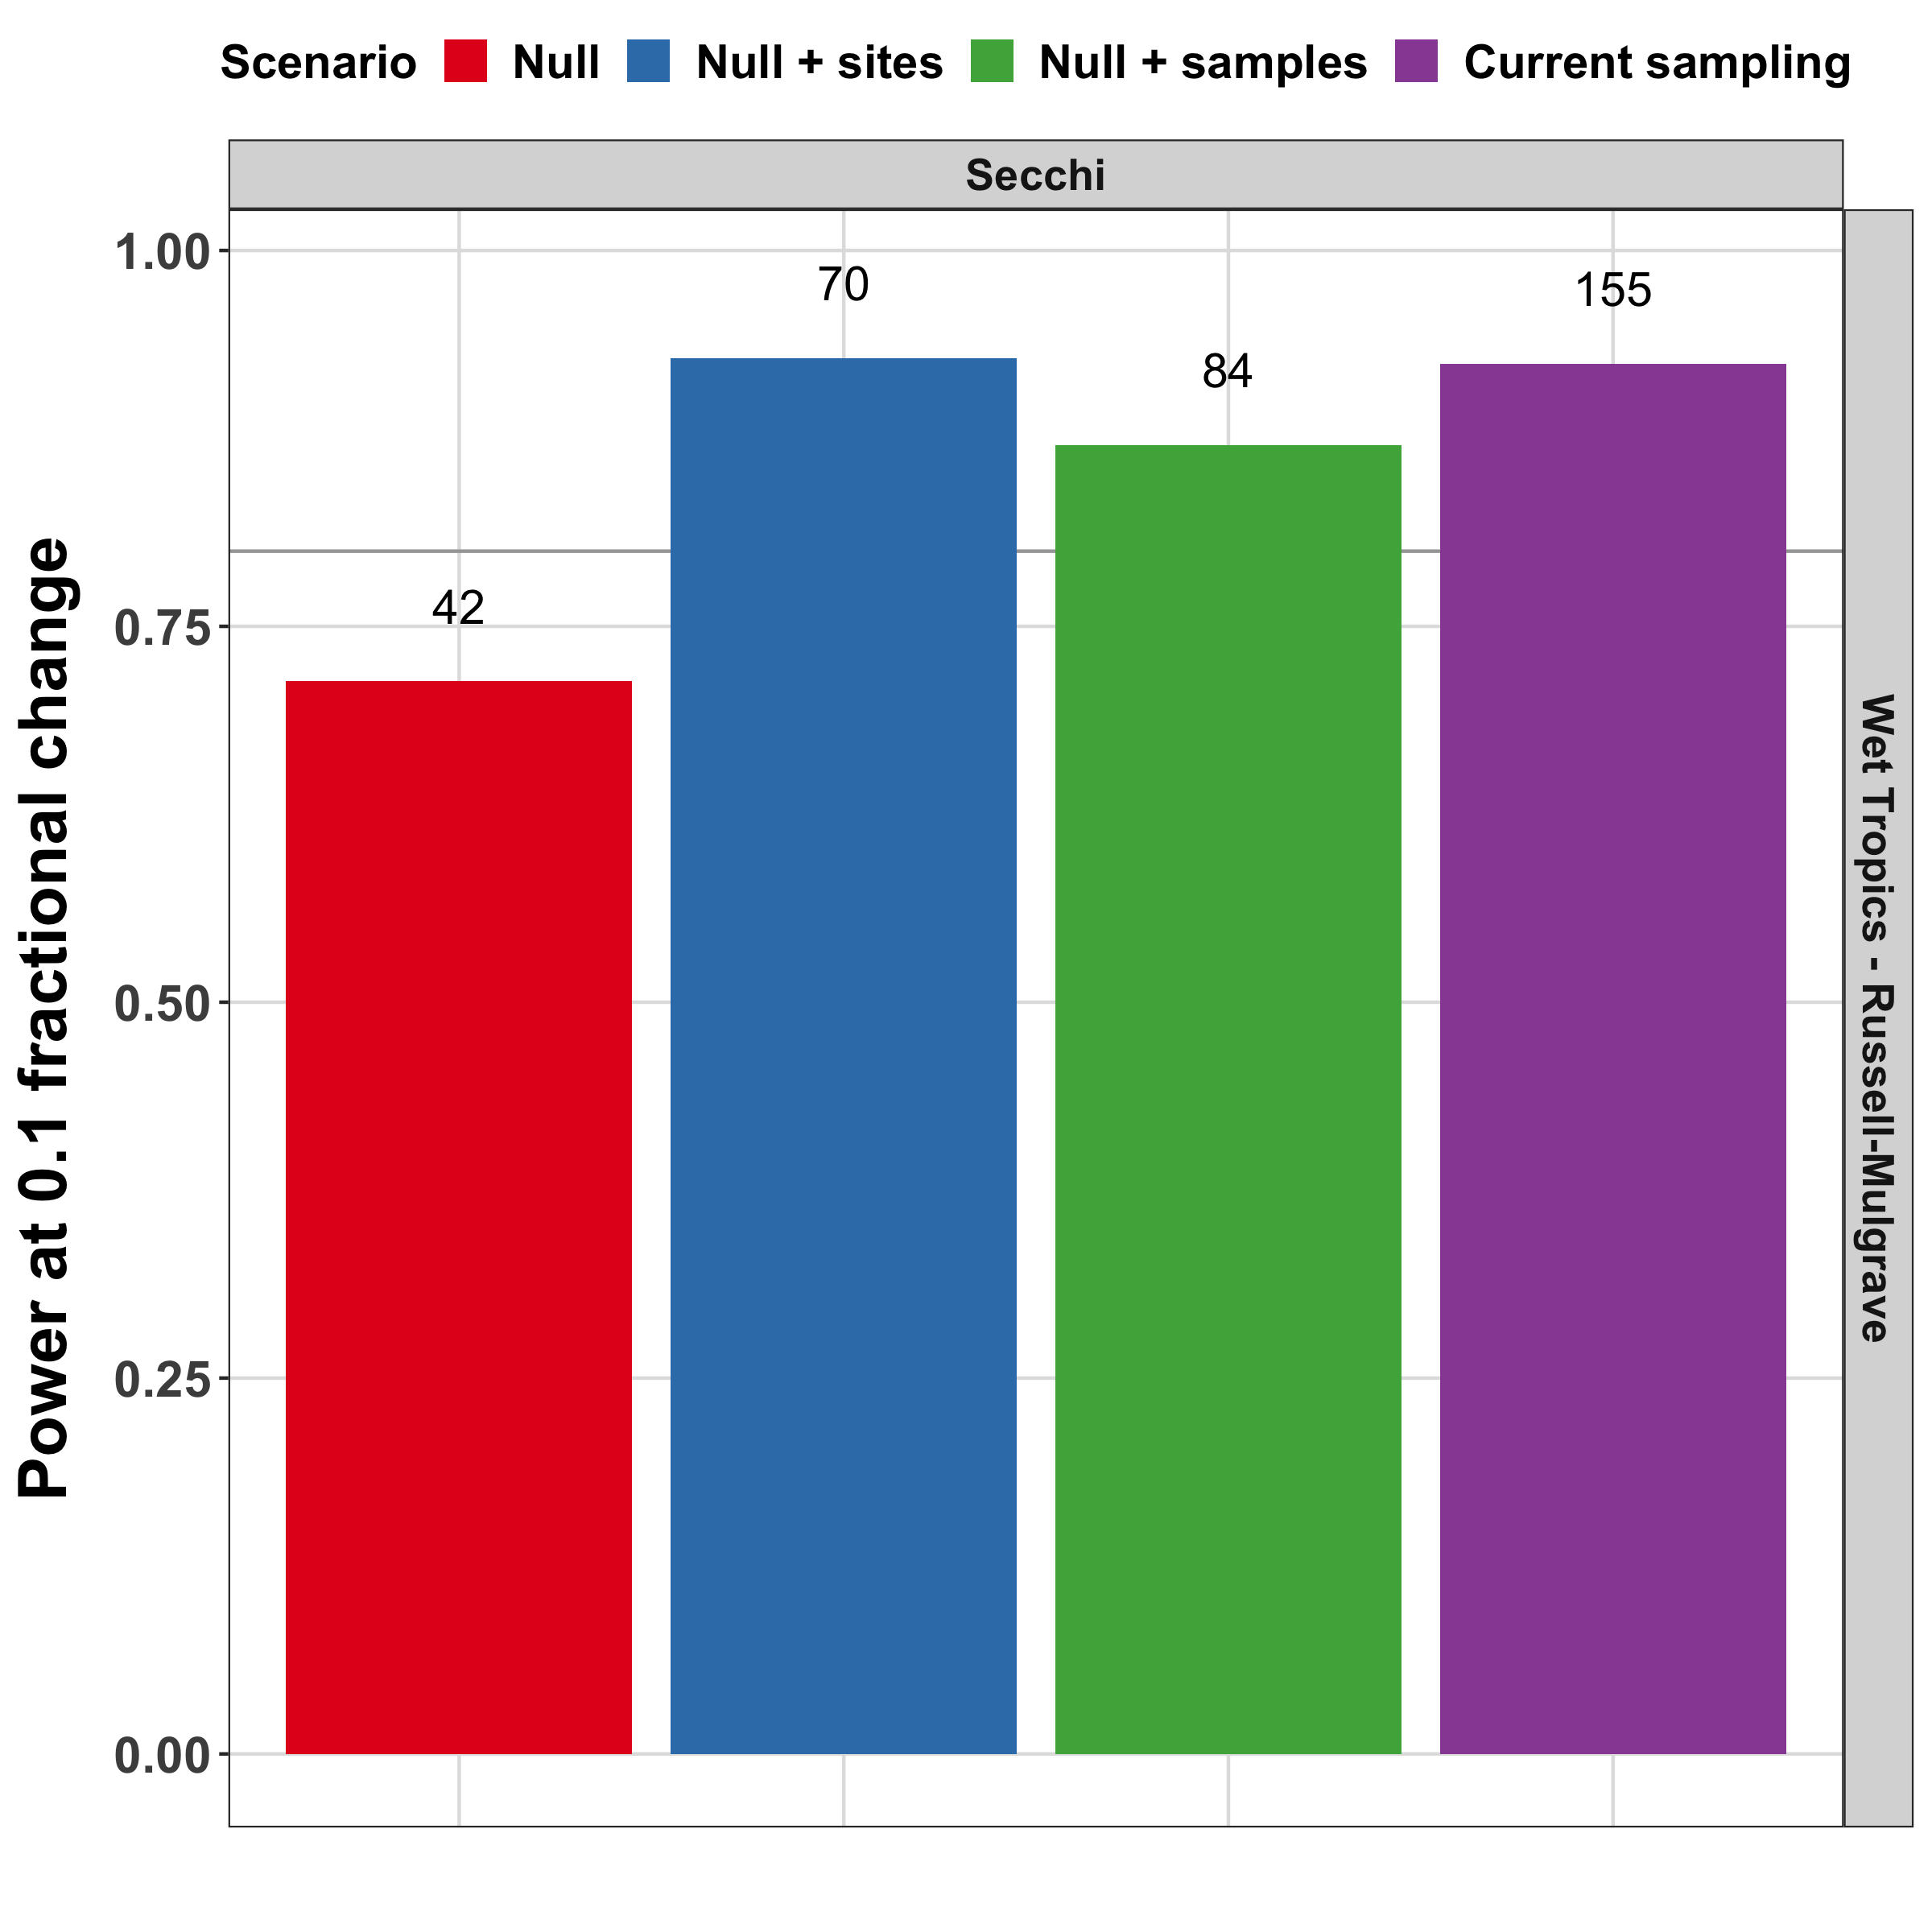 Scenario Null Null + sites Null + samples Current sampling
Secchi
Power at 0.1 fractional change
1.00
0.75
0.50
0.25
0.00
42
70
84
155
Wet Tropics - Russell-Mulgrave